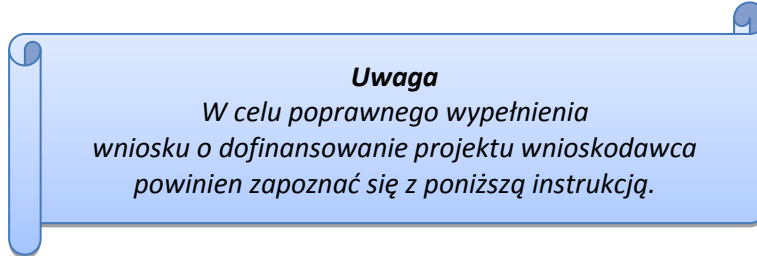 Uwaga
W celu poprawnego wypełnienia
wniosku o dofinansowanie projektu wnioskodawca
powinien zapoznać się z poniższą instrukcją.